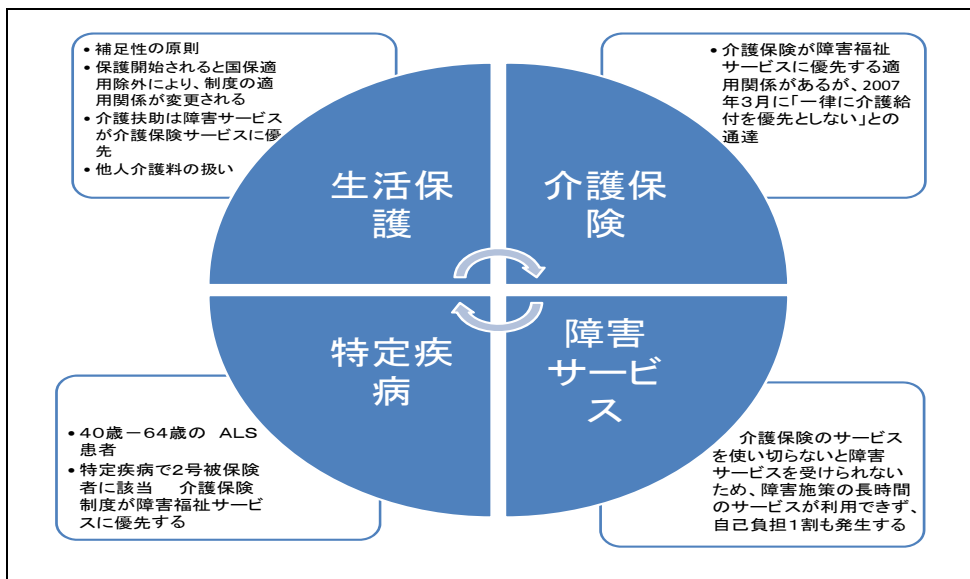 • 補足性の原則
• 保護開始されると国保適
用除外により、制度の適
用関係が変更される
• 介護扶助は障害サービス
が介護保険サービスに優
先
• 他人介護料の扱い
• 介護保険が障害福祉
サービスに優先する適
用関係があるが、2007
年3月に「一律に介護給
付を優先としない」との
通達
生活保
護
介護保
険
特定疾
病
障害
サービ
ス
• 40歳-64歳の ALS
患者
• 特定疾病で2号被保険
者に該当 介護保険
制度が障害福祉サービ
スに優先する
介護保険のサービス
を使い切らないと障害
サービスを受けられない
ため、障害施策の長時間
のサービスが利用できず、
自己負担1割も発生する